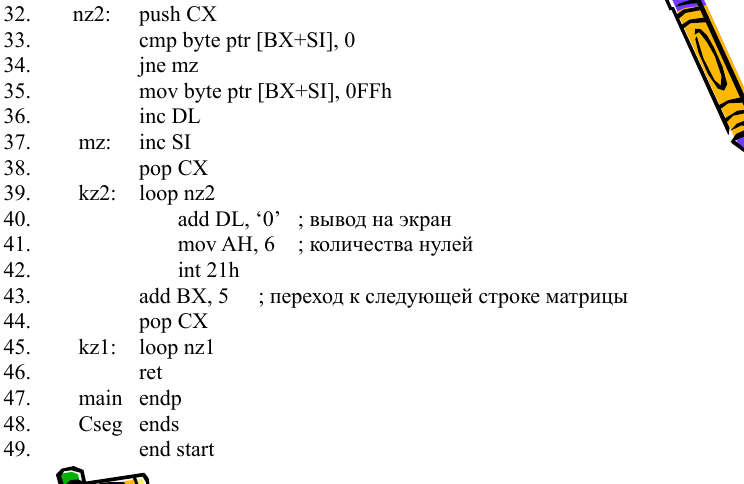 32. nz2: push CX
33. cmp byte ptr [BX+SI], 0
34. jne mz
35. mov byte ptr [BX+SI], 0FFh
36. inc DL
37. mz: inc SI
38. pop CX
39. kz2: loop nz2
40. add DL, ‘0’ ; вывод на экран
41. mov AH, 6 ; количества нулей
42. int 21h
43. add BX, 5 ; переход к следующей строке матрицы
44. pop CX
45. kz1: loop nz1
46. ret
47. main endp
48. Cseg ends
49. end start